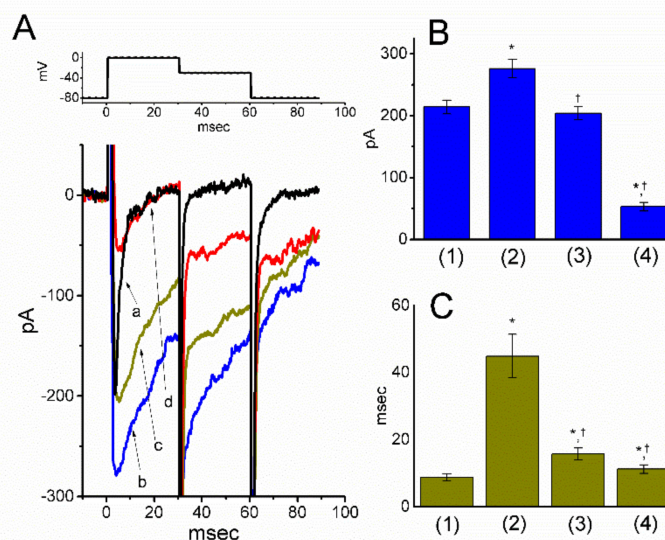 A
mV
0
-40
-80
0 20 40 60 80 100
msec
pA
0
-100
-200
-300
a
b
c
d
0 20 40 60 80 100
msec
B
pA
300
200
100
0
*
†
*,†
(1) (2) (3) (4)
C
msec
60
40
20
0
*
*,†
*,†
(1) (2) (3) (4)